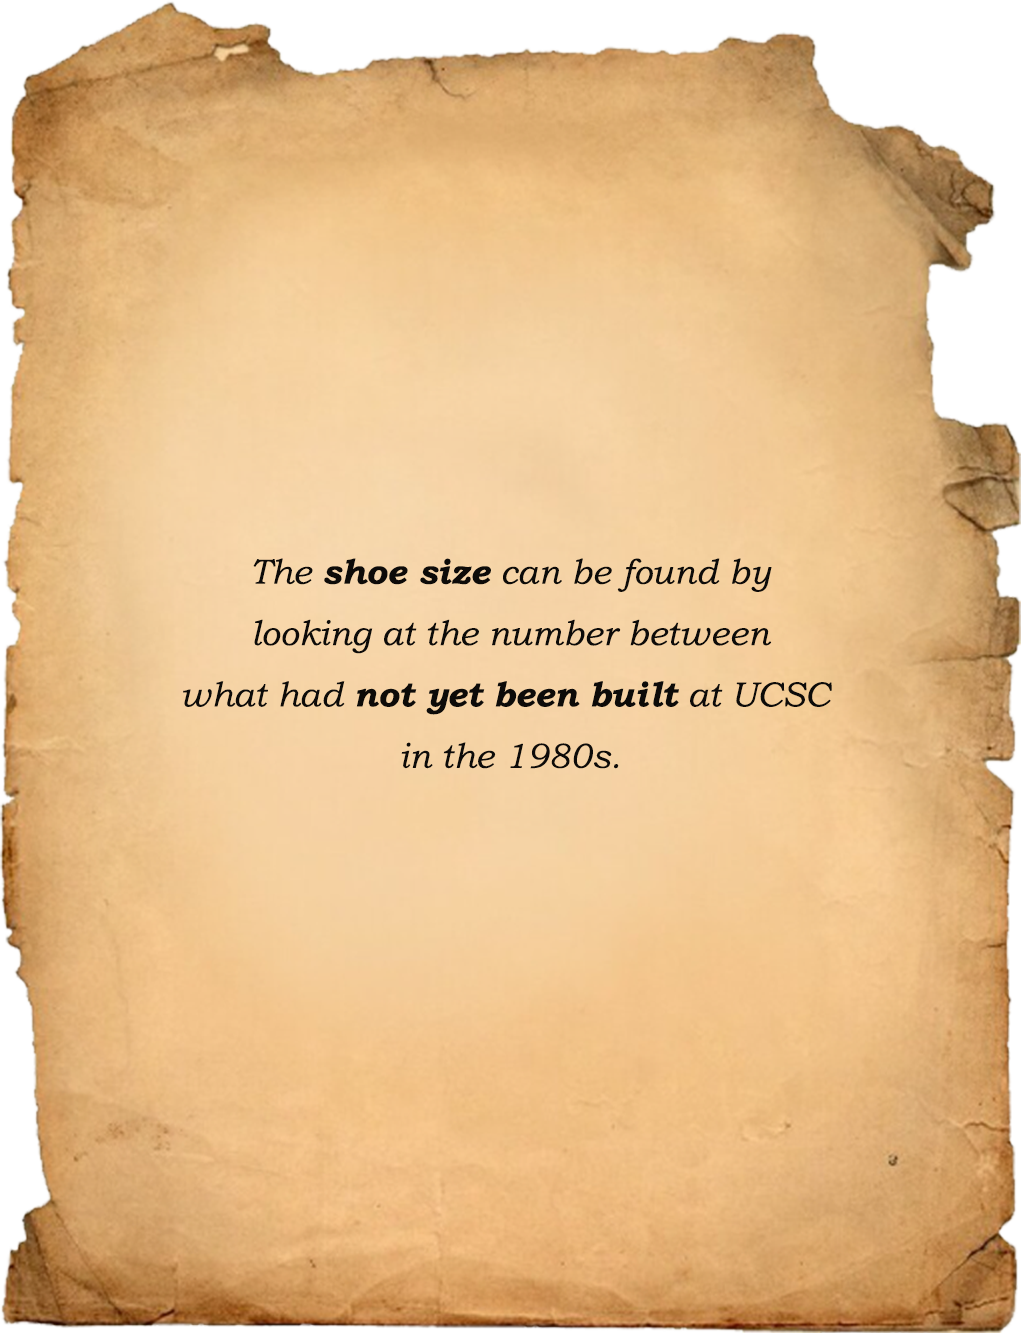 The shoe size can be found by
looking at the number between
what had not yet been built at UCSC
in the 1980s.